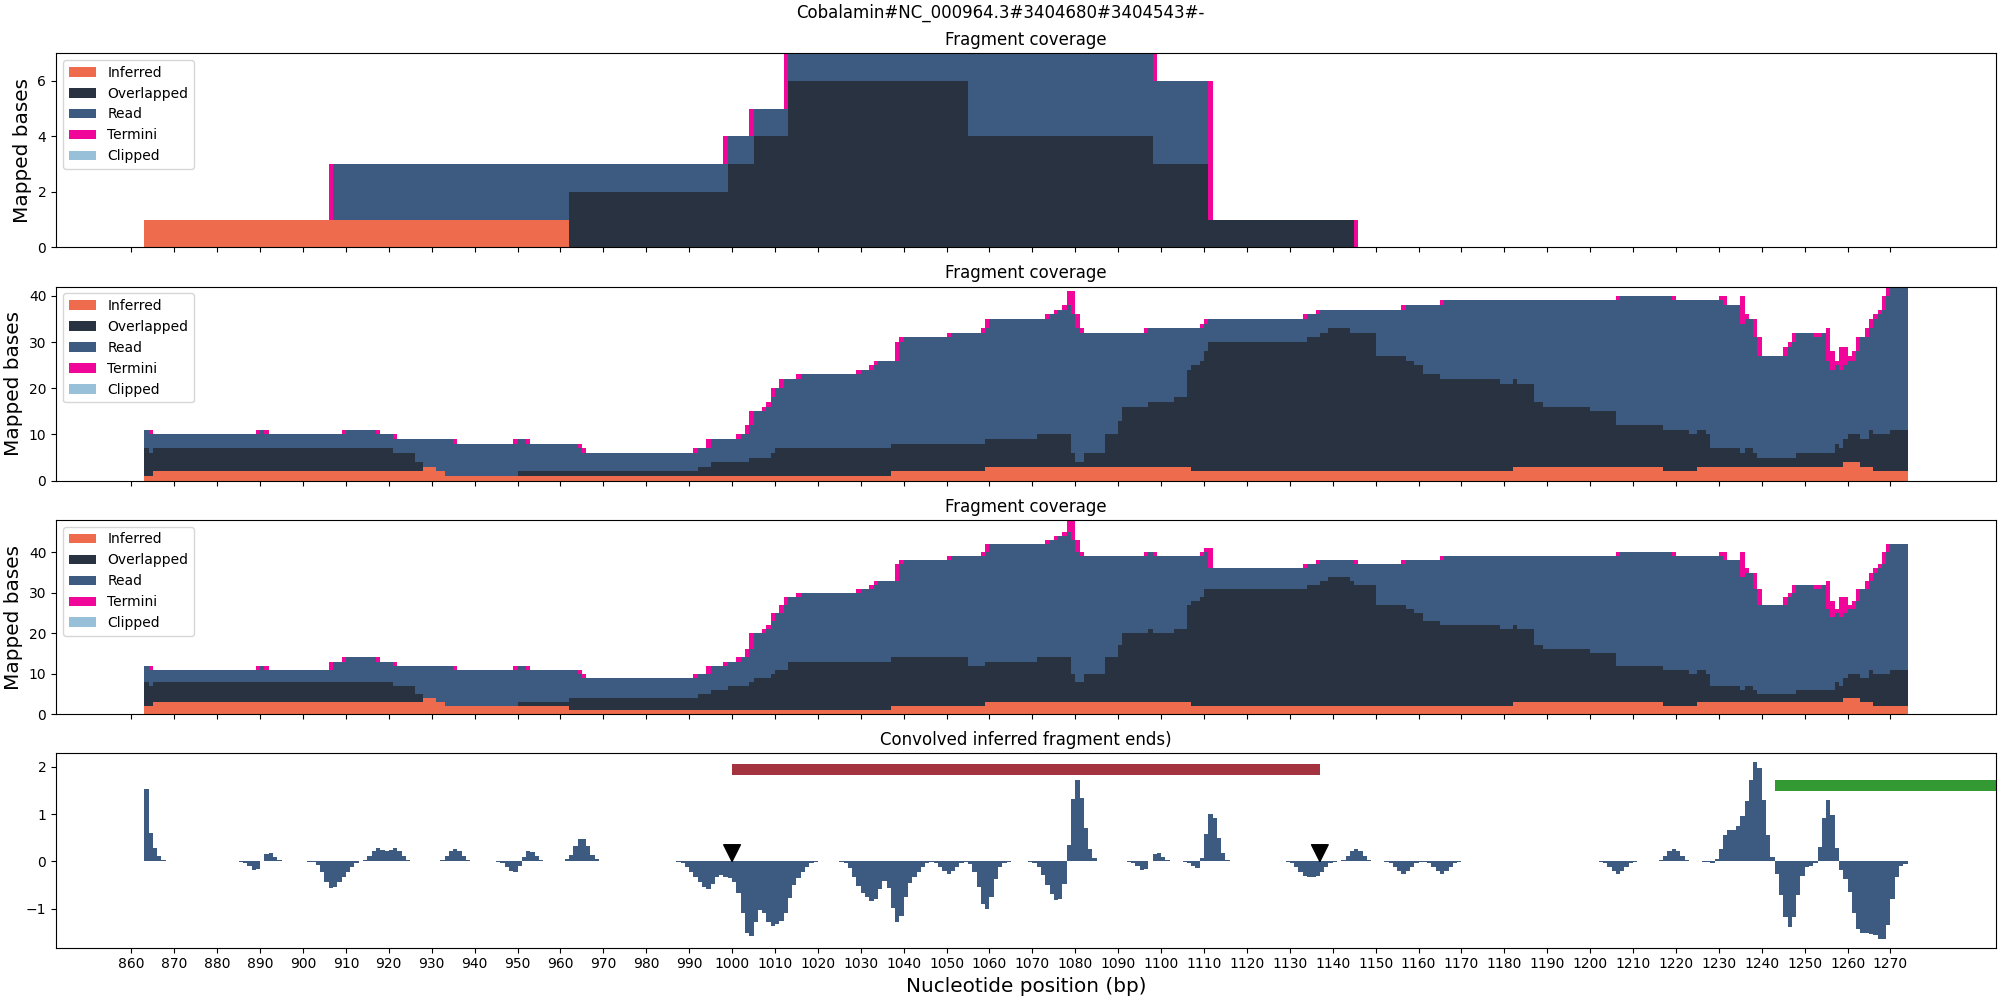 Cobalamin#NC_000964.3#3404680#3404543#-
Fragment coverage
Mapped bases
6
4
2
0
Inferred
Overlapped
Read
Termini
Clipped
Fragment coverage
Mapped bases
40
30
20
10
0
Inferred
Overlapped
Read
Termini
Clipped
Fragment coverage
Mapped bases
40
30
20
10
0
Inferred
Overlapped
Read
Termini
Clipped
Convolved inferred fragment ends)
2
1
0
−1
860 870 880 890 900 910 920 930 940 950 960 970 980 990 1000 1010 1020 1030 1040 1050 1060 1070 1080 1090 1100 1110 1120 1130 1140 1150 1160 1170 1180 1190 1200 1210 1220 1230 1240 1250 1260 1270
Nucleotide position (bp)